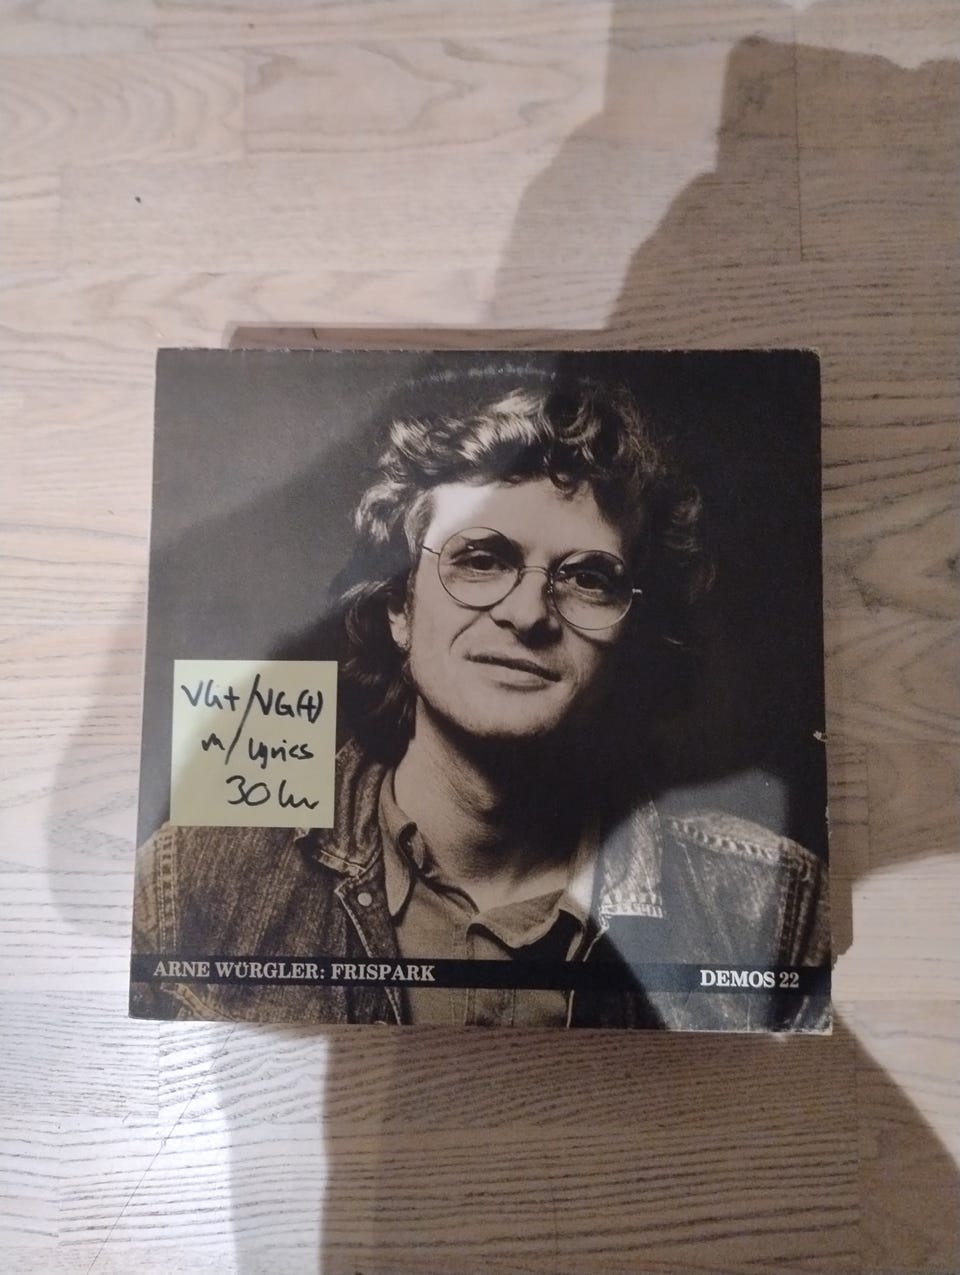 VG+/VG(+)
m/Lyrics
30 kr
ARNE WÜRGLER: FRISPARK
DEMOS 22